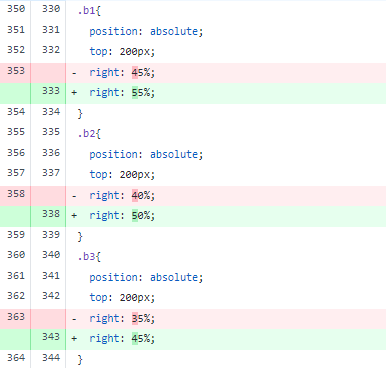 350 330 .b1{
351 331 position: absolute;
352 332 top: 200px;
353 - right: 45%;
333 + right: 55%;
354 334 }
355 335 .b2{
356 336 position: absolute;
357 337 top: 200px;
358 - right: 40%;
338 + right: 50%;
359 339 }
360 340 .b3{
361 341 position: absolute;
362 342 top: 200px;
363 - right: 35%;
343 + right: 45%;
364 344 }